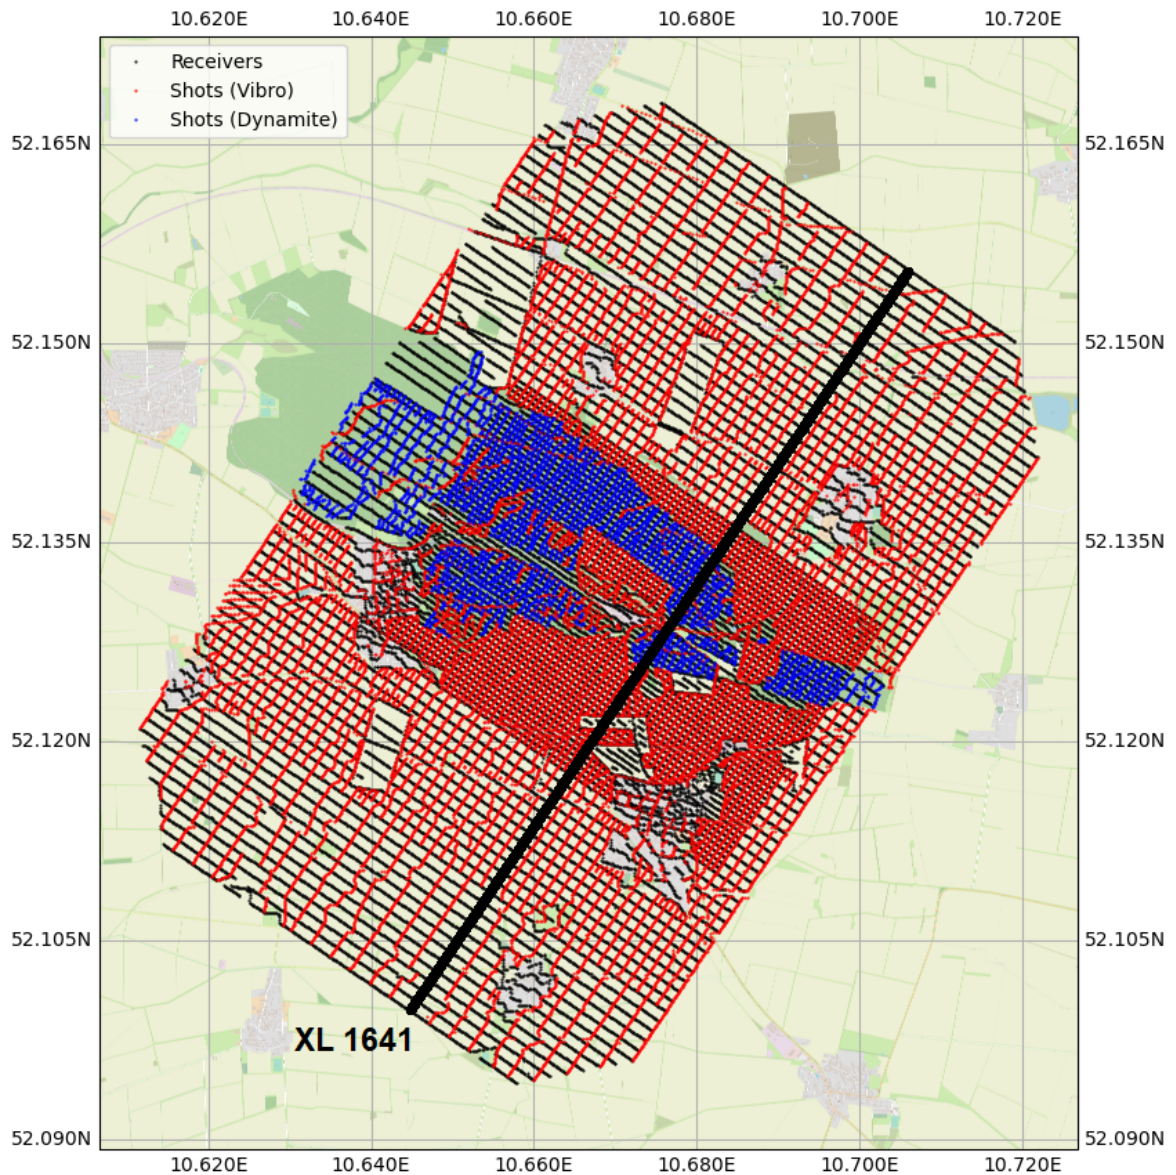 10.620E 10.640E 10.660E 10.680E 10.700E 10.720E
Receivers
Shots (Vibro)
Shots (Dynamite)
52.165N 52.165N
52.150N 52.150N
52.135N 52.135N
52.120N 52.120N
52.105N 52.105N
XL 1641
52.090N 52.090N
10.620E 10.640E 10.660E 10.680E 10.700E 10.720E